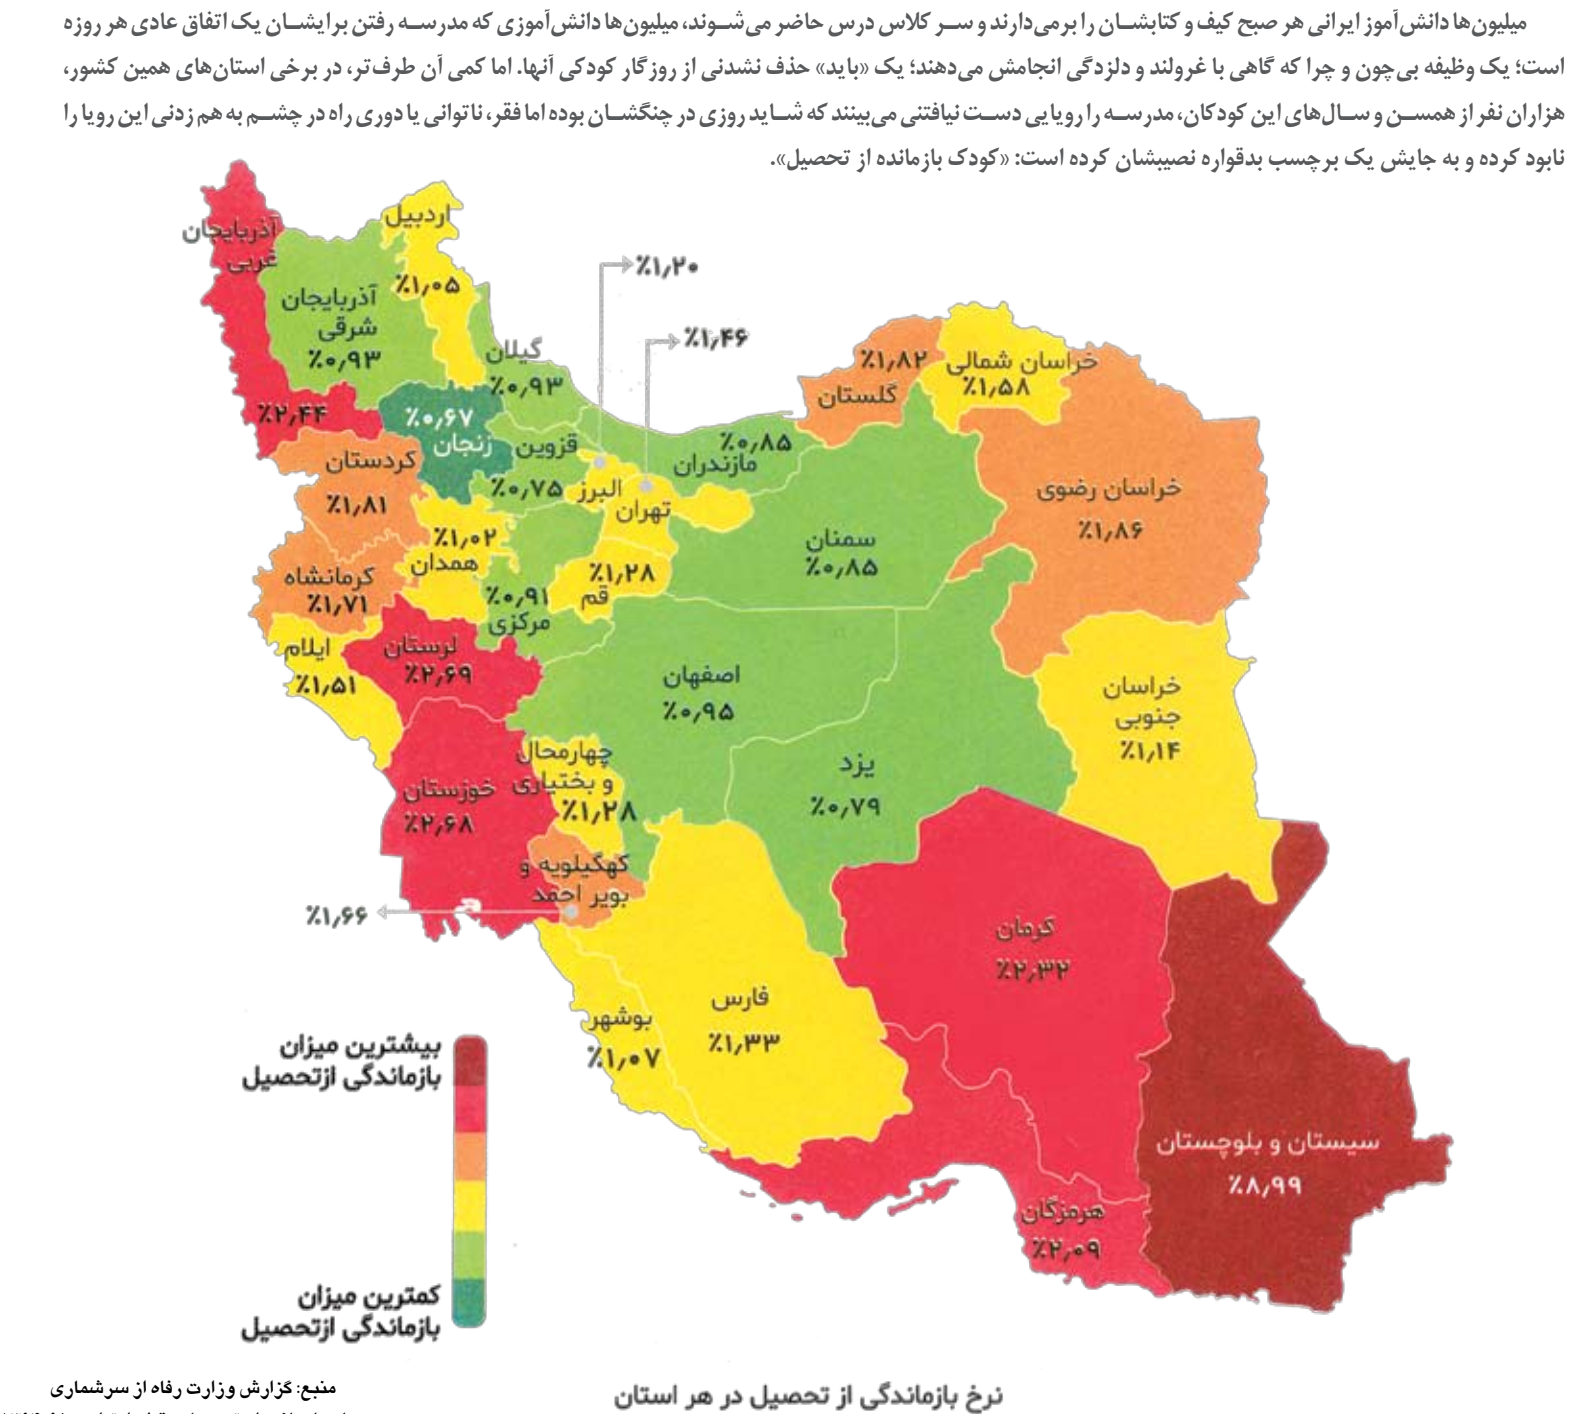 میلیون‌ها دانش‌آموز ایرانی هر صبح کیف و کتابشان را برمی‌دارند و سر کلاس درس حاضر می‌شوند، میلیون‌ها دانش‌آموزی که مدرسه رفتن برایشان یک اتفاق عادی هر روزه
است؛ یک وظیفه بی‌چون و چرا که گاهی با غرولند و دلزدگی انجامش می‌دهند؛ یک «باید» حذف نشدنی از روزگار کودکی آنها. اما کمی آن طرف‌تر، در برخی استان‌های همین کشور،
هزاران نفر از همسن و سال‌های این کودکان، مدرسه را رویایی دست نیافتنی می‌بینند که شاید روزی در چنگشان بوده اما فقر، ناتوانی یا دوری راه در چشم به هم زدنی این رویا را
نابود کرده و به جایش یک برچسب بدقواره نصیبشان کرده است: «کودک بازمانده از تحصیل».
اردبیل
٪۱٫۰۵
آذربایجان
غربی
٪۲٫۴۴
آذربایجان
شرقی
٪۰٫۹۳
٪۱٫۲۰
٪۱٫۴۶
گیلان
٪۰٫۹۳
٪۱٫۸۲
گلستان
خراسان شمالی
٪۱٫۵۸
٪۰٫۶۷
زنجان
قزوین
٪۰٫۷۵
٪۰٫۸۵
مازندران
البرز
تهران
کردستان
٪۱٫۸۱
خراسان رضوی
٪۱٫۸۶
٪۱٫۰۲
همدان
سمنان
٪۰٫۸۵
کرمانشاه
٪۱٫۷۱
٪۱٫۲۸
قم
٪۰٫۹۱
مرکزی
ایلام
٪۱٫۵۱
لرستان
٪۲٫۶۹
اصفهان
٪۰٫۹۵
خراسان
جنوبی
٪۱٫۱۴
چهارمحال
و بختیاری
٪۱٫۲۸
یزد
٪۰٫۷۹
خوزستان
٪۲٫۶۸
کهگیلویه و
بویر احمد
٪۱٫۶۶
کرمان
٪۲٫۳۲
فارس
٪۱٫۳۳
بوشهر
٪۱٫۰۷
سیستان و بلوچستان
٪۸٫۹۹
هرمزگان
٪۲٫۰۹
بیشترین میزان
بازماندگی ازتحصیل
کمترین میزان
بازماندگی ازتحصیل
نرخ بازماندگی از تحصیل در هر استان
منبع: گزارش وزارت رفاه از سرشماری